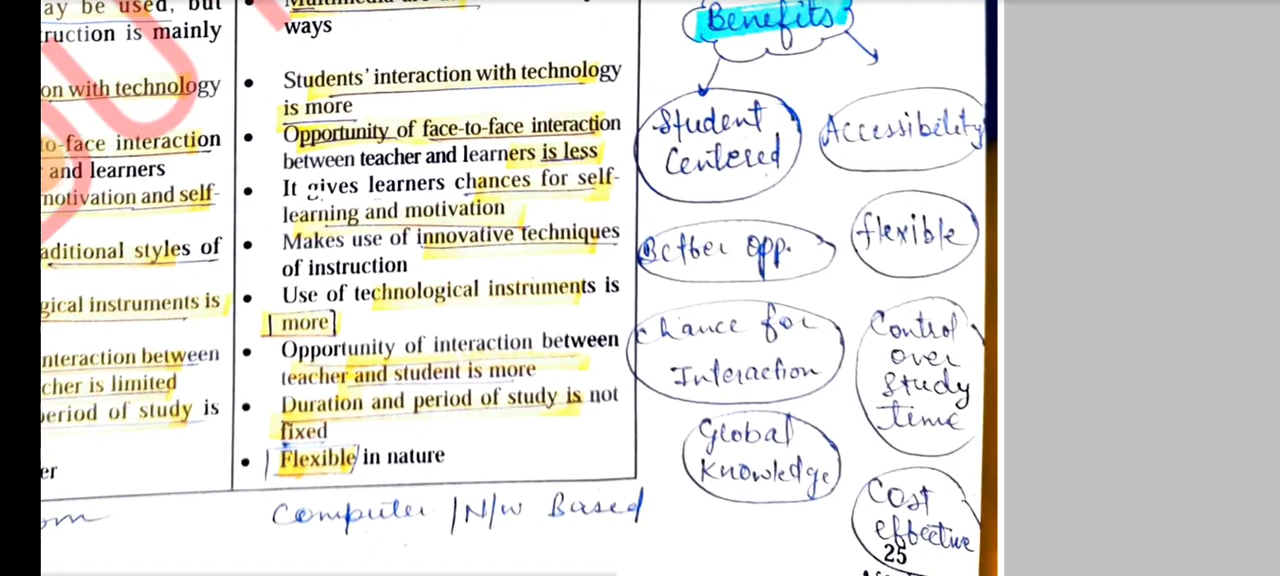 ay be used, but
ruction is mainly
on with technology
o-face interaction
and learners
notivation and self-
aditional styles of
gical instruments is
nteraction between
cher is limited
period of study is
er
ways
• Students' interaction with technology
is more
• Opportunity of face-to-face interaction
between teacher and learners is less
• It gives learners chances for self-
learning and motivation
• Makes use of innovative techniques
of instruction
• Use of technological instruments is
[more]
• Opportunity of interaction between
teacher and student is more
• Duration and period of study is not
fixed
• Flexible in nature
Computer /N/w Based
Benefits
Student
Centered
Accessibility
Better opp.
flexible
Chance for
Interaction
Control
over
Study
time
Global
Knowledge
Cost
effective
25